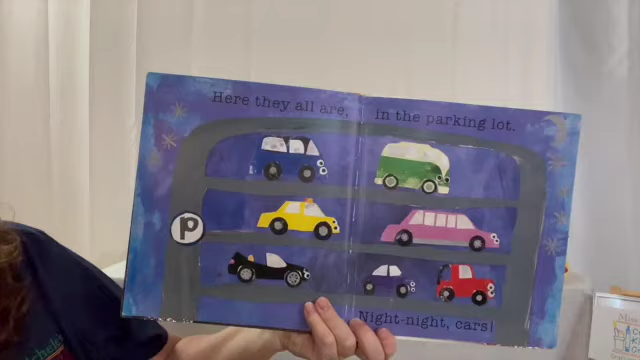 Here they all are, in the parking lot.
P
Night-night, cars!